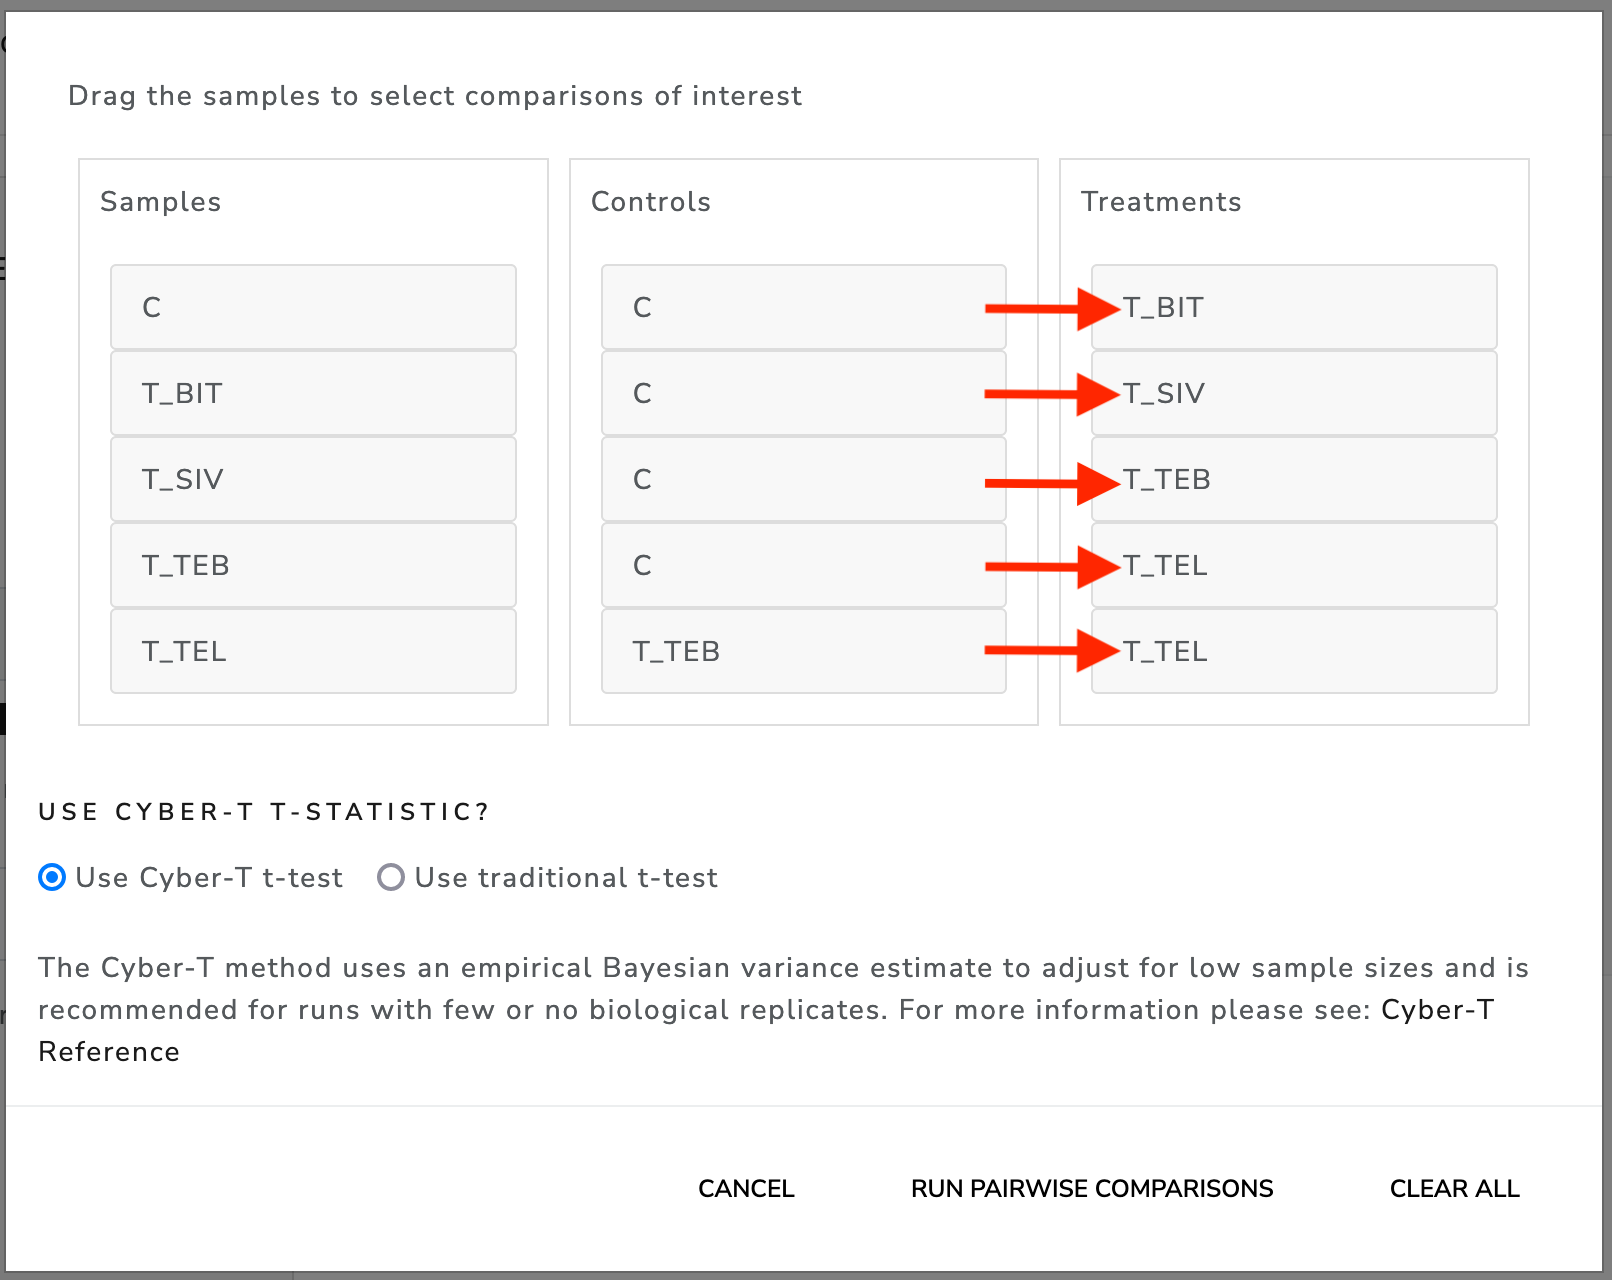 Drag the samples to select comparisons of interest
Samples
C
T_BIT
T_SIV
T_TEB
T_TEL
Controls
C
C
C
C
T_TEB
Treatments
T_BIT
T_SIV
T_TEB
T_TEL
T_TEL
USE CYBER-T T-STATISTIC?
Use Cyber-T t-test Use traditional t-test
The Cyber-T method uses an empirical Bayesian variance estimate to adjust for low sample sizes and is
recommended for runs with few or no biological replicates. For more information please see: Cyber-T
Reference
CANCEL RUN PAIRWISE COMPARISONS CLEAR ALL